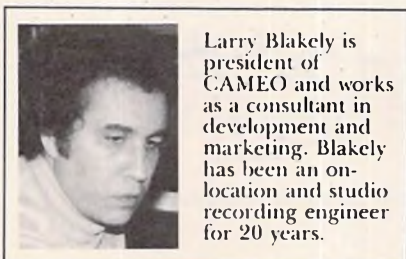 Larry Blakely is
president of
CAMEO and works
as a consultant in
development and
marketing. Blakely
has been an on-
location and studio
recording engineer
for 20 years.